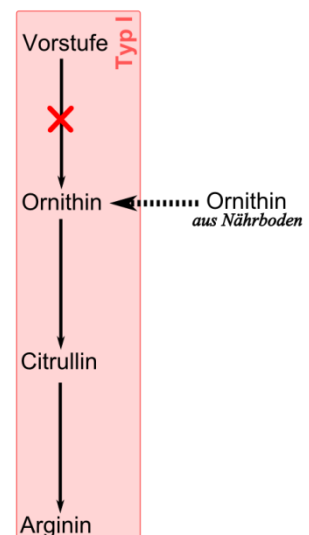 Typ I
Vorstufe
Ornithin
Ornithin
aus Nährboden
Citrullin
Arginin